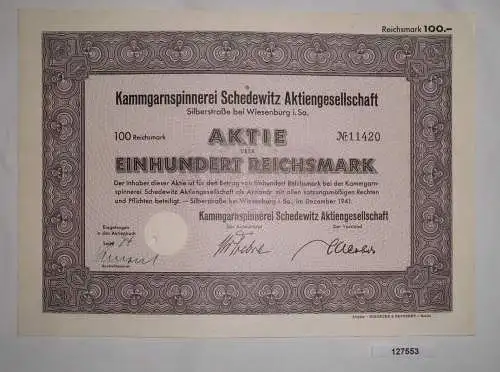 Reichsmark 100.–
Kammgarnspinnerei Schedewitz Aktiengesellschaft
Silberstraße bei Wiesenburg i. Sa.
100 Reichsmark
AKTIE
№11420
ÜBER
EINHUNDERT REICHSMARK
Der Inhaber dieser Aktie ist für den Betrag von Einhundert Reichsmark bei der Kammgarn-
spinnerei Schedewitz Aktiengesellschaft als Aktionär mit allen satzungsmäßigen Rechten
und Pflichten beteiligt. — Silberstraße bei Wiesenburg i. Sa., im Dezember 1941.
Kammgarnspinnerei Schedewitz Aktiengesellschaft
Eingetragen
in das Aktienbuch
Der Aufsichtsrat
Der Vorstand
Seite 24
127553